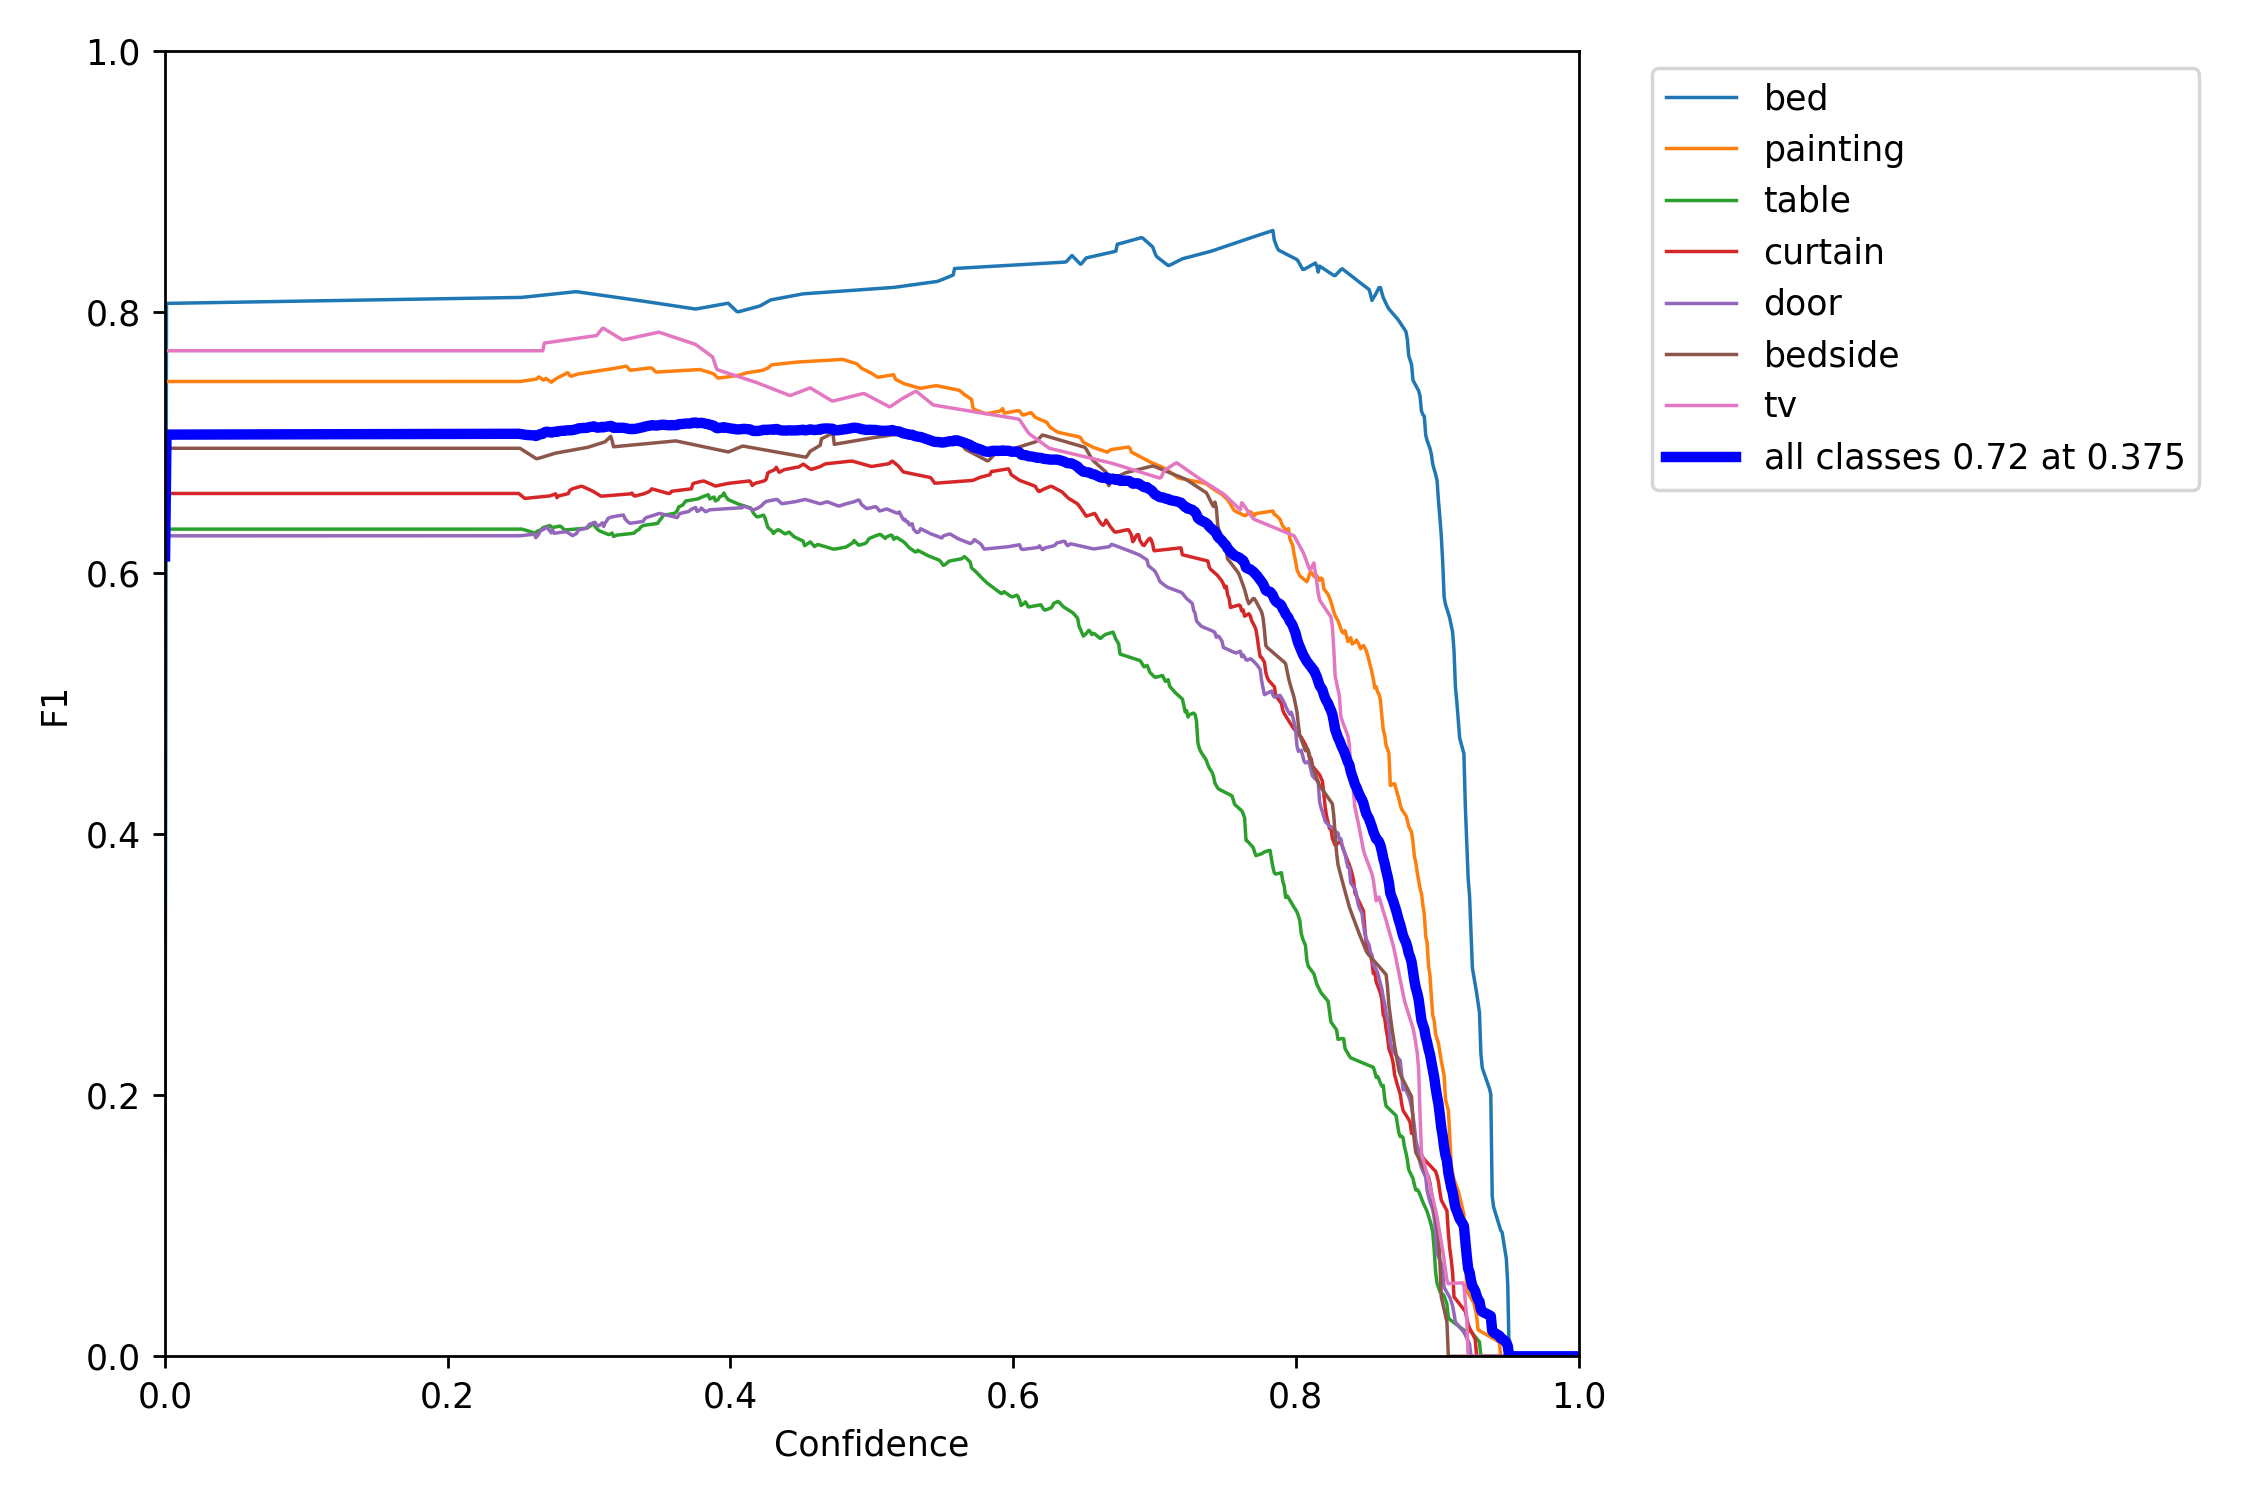 1.0
0.8
0.6
0.4
0.2
0.0
F1
0.0 0.2 0.4 0.6 0.8 1.0
Confidence
bed
painting
table
curtain
door
bedside
tv
all classes 0.72 at 0.375